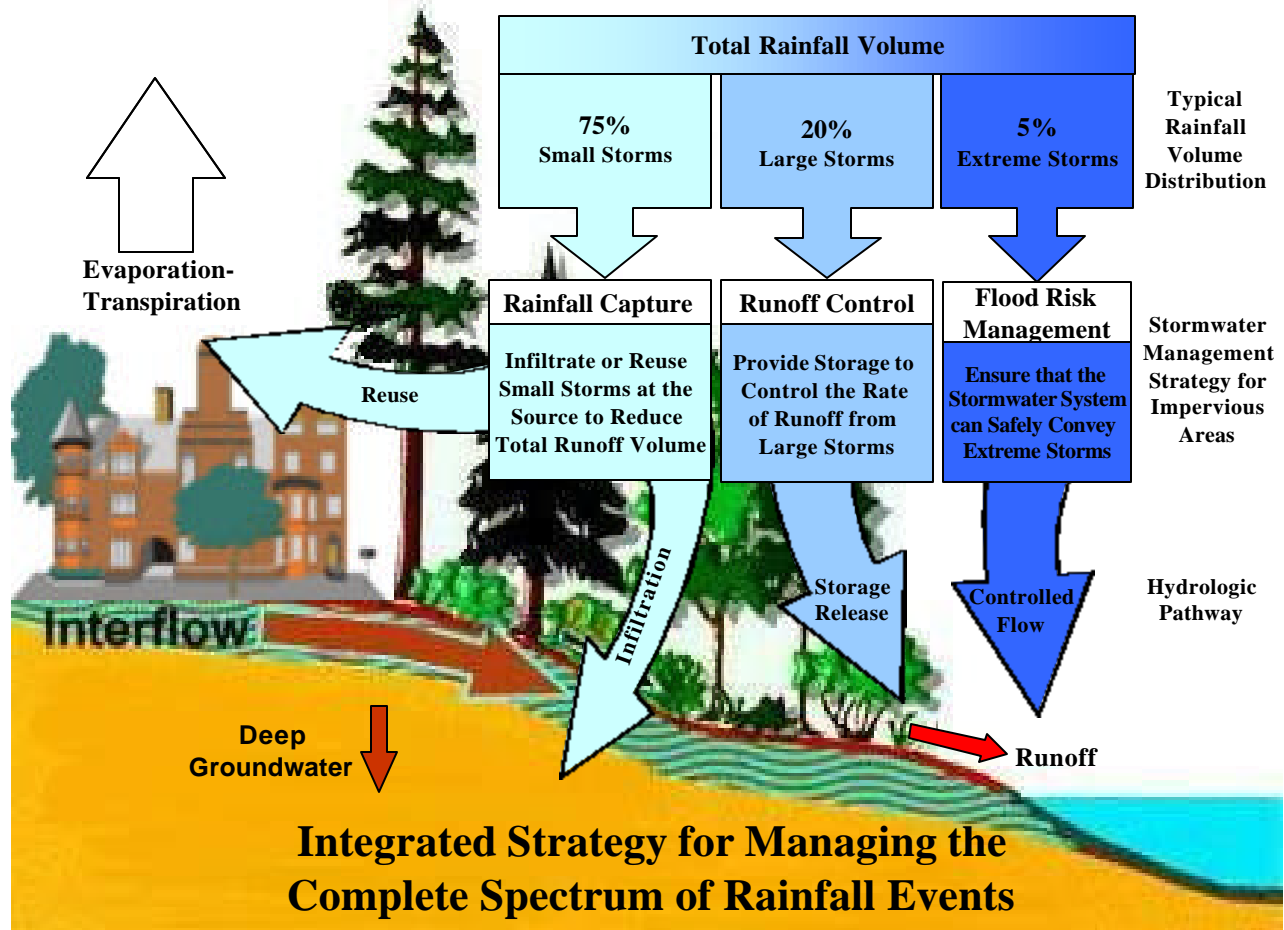 Total Rainfall Volume
75%
Small Storms
20%
Large Storms
5%
Extreme Storms
Typical
Rainfall
Volume
Distribution
Evaporation-
Transpiration
Rainfall Capture
Infiltrate or Reuse
Small Storms at the
Source to Reduce
Total Runoff Volume
Runoff Control
Provide Storage to
Control the Rate
of Runoff from
Large Storms
Flood Risk
Management
Ensure that the
Stormwater System
can Safely Convey
Extreme Storms
Stormwater
Management
Strategy for
Impervious
Areas
Reuse
Infiltration
Storage
Release
Controlled
Flow
Hydrologic
Pathway
Interflow
Deep
Groundwater
Runoff
Integrated Strategy for Managing the
Complete Spectrum of Rainfall Events